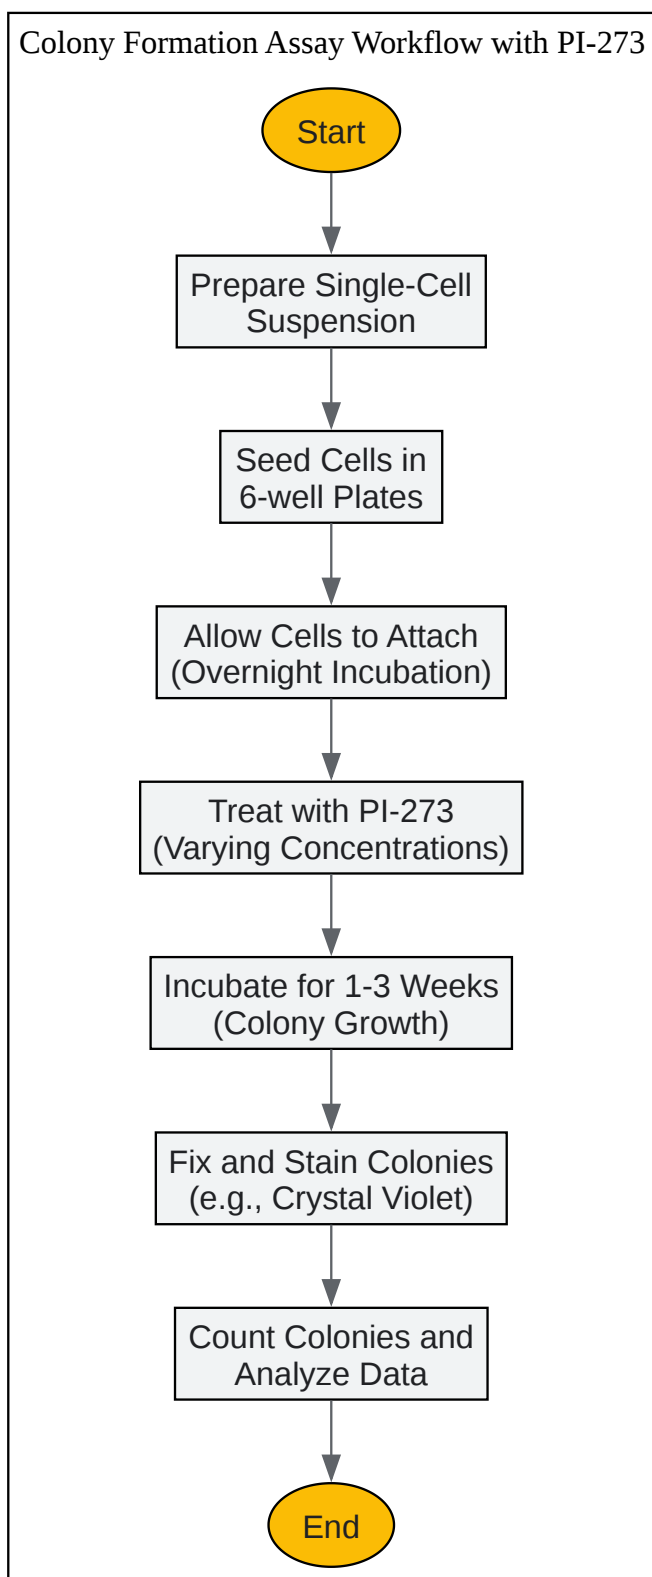 Colony Formation Assay Workflow with PI-273
Start
Prepare Single-Cell
Suspension
Seed Cells in
6-well Plates
Allow Cells to Attach
(Overnight Incubation)
Treat with PI-273
(Varying Concentrations)
Incubate for 1-3 Weeks
(Colony Growth)
Fix and Stain Colonies
(e.g., Crystal Violet)
Count Colonies and
Analyze Data
End